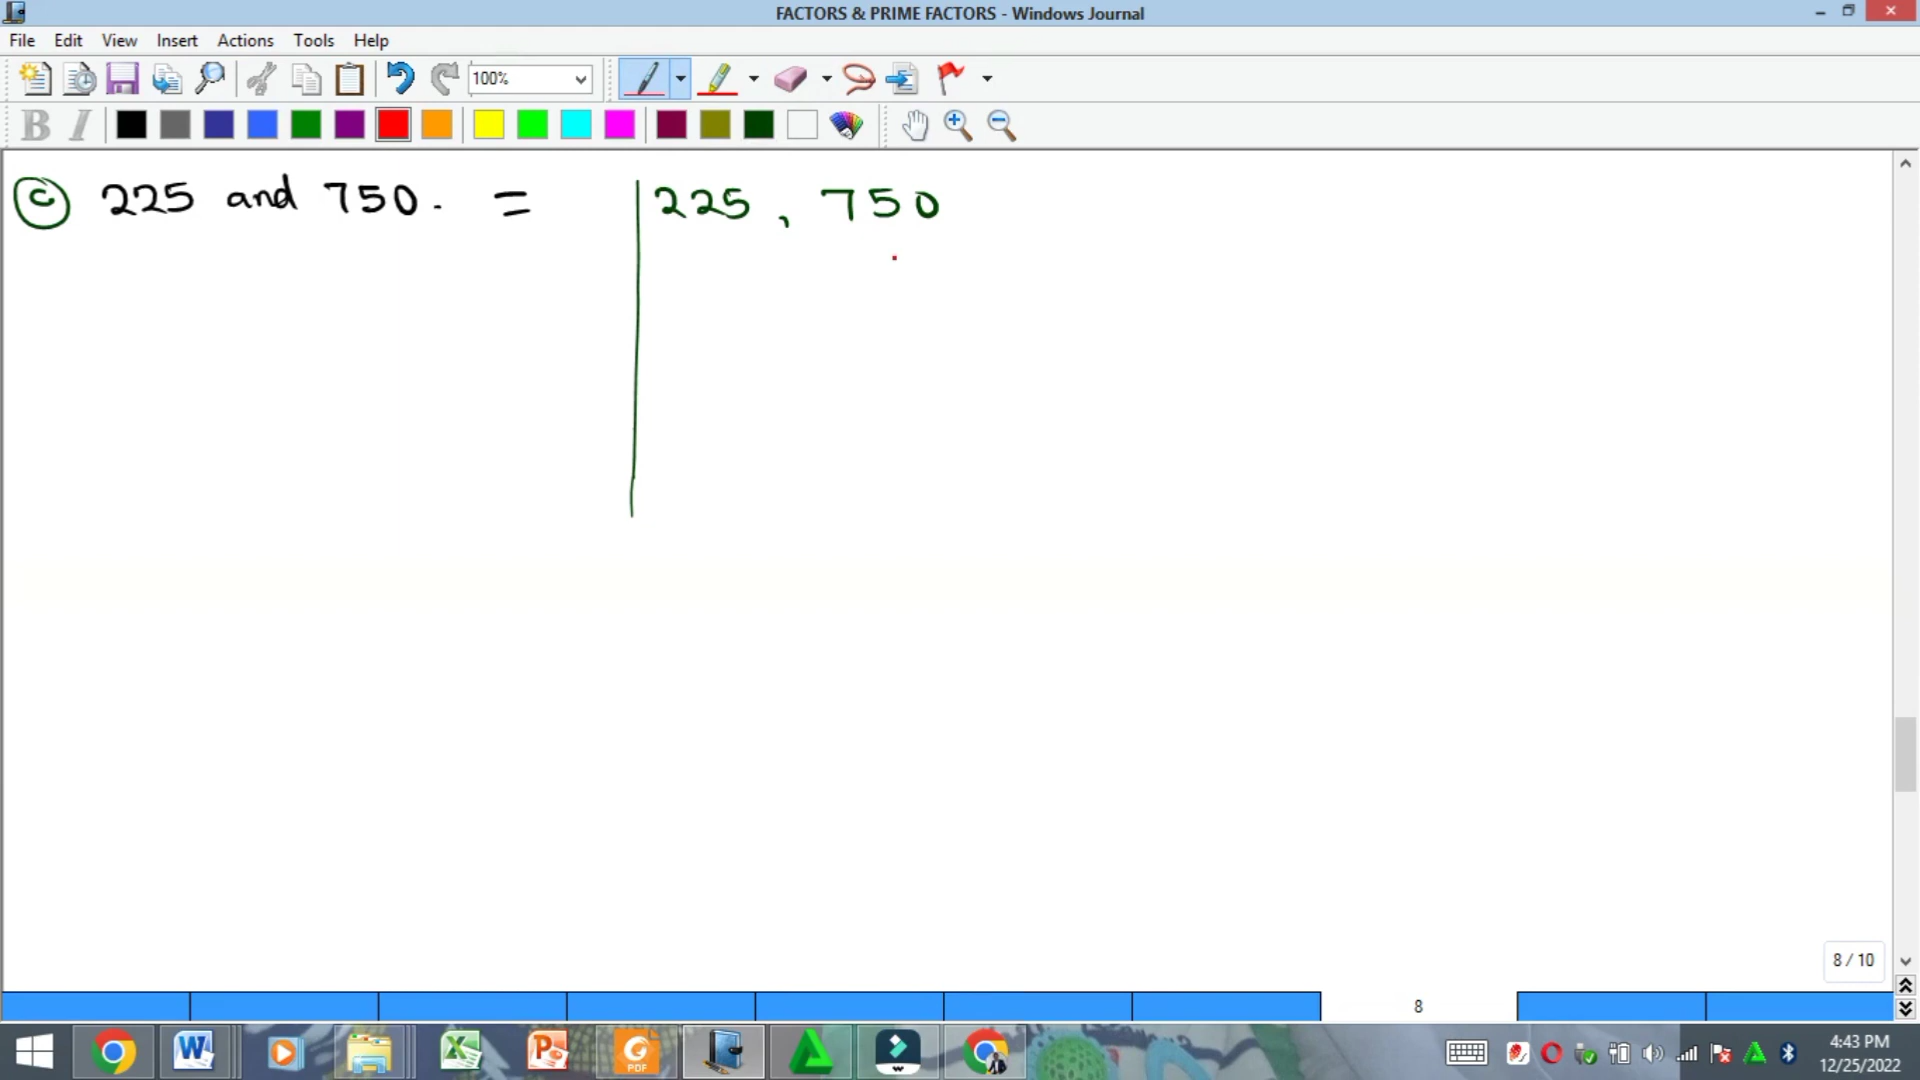 FACTORS & PRIME FACTORS - Windows Journal
File Edit View Insert Actions Tools Help
100%
B I
C 225 and 750. = 225, 750
8 / 10
8
4:43 PM
12/25/2022